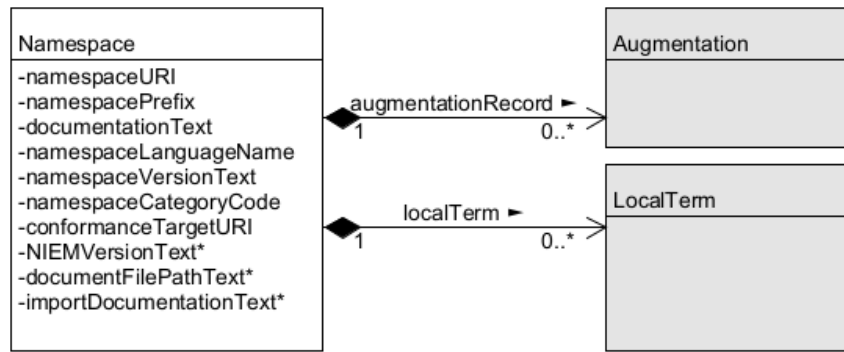 Namespace
-namespaceURI
-namespacePrefix
-documentationText
-namespaceLanguageName
-namespaceVersionText
-namespaceCategoryCode
-conformanceTargetURI
-NIEMVersionText*
-documentFilePathText*
-importDocumentationText*
augmentationRecord ►
1 0..*
localTerm ►
1 0..*
Augmentation
LocalTerm